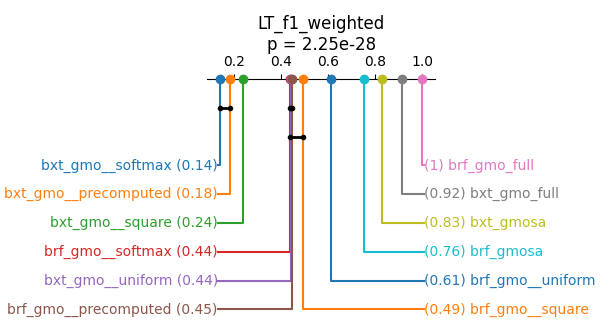 LT_f1_weighted
p = 2.25e-28
0.2 0.4 0.6 0.8 1.0
bxt_gmo__softmax (0.14) (1) brf_gmo_full
bxt_gmo__precomputed (0.18) (0.92) bxt_gmo_full
bxt_gmo__square (0.24) (0.83) bxt_gmosa
brf_gmo__softmax (0.44) (0.76) brf_gmosa
bxt_gmo__uniform (0.44) (0.61) brf_gmo__uniform
brf_gmo__precomputed (0.45) (0.49) brf_gmo__square